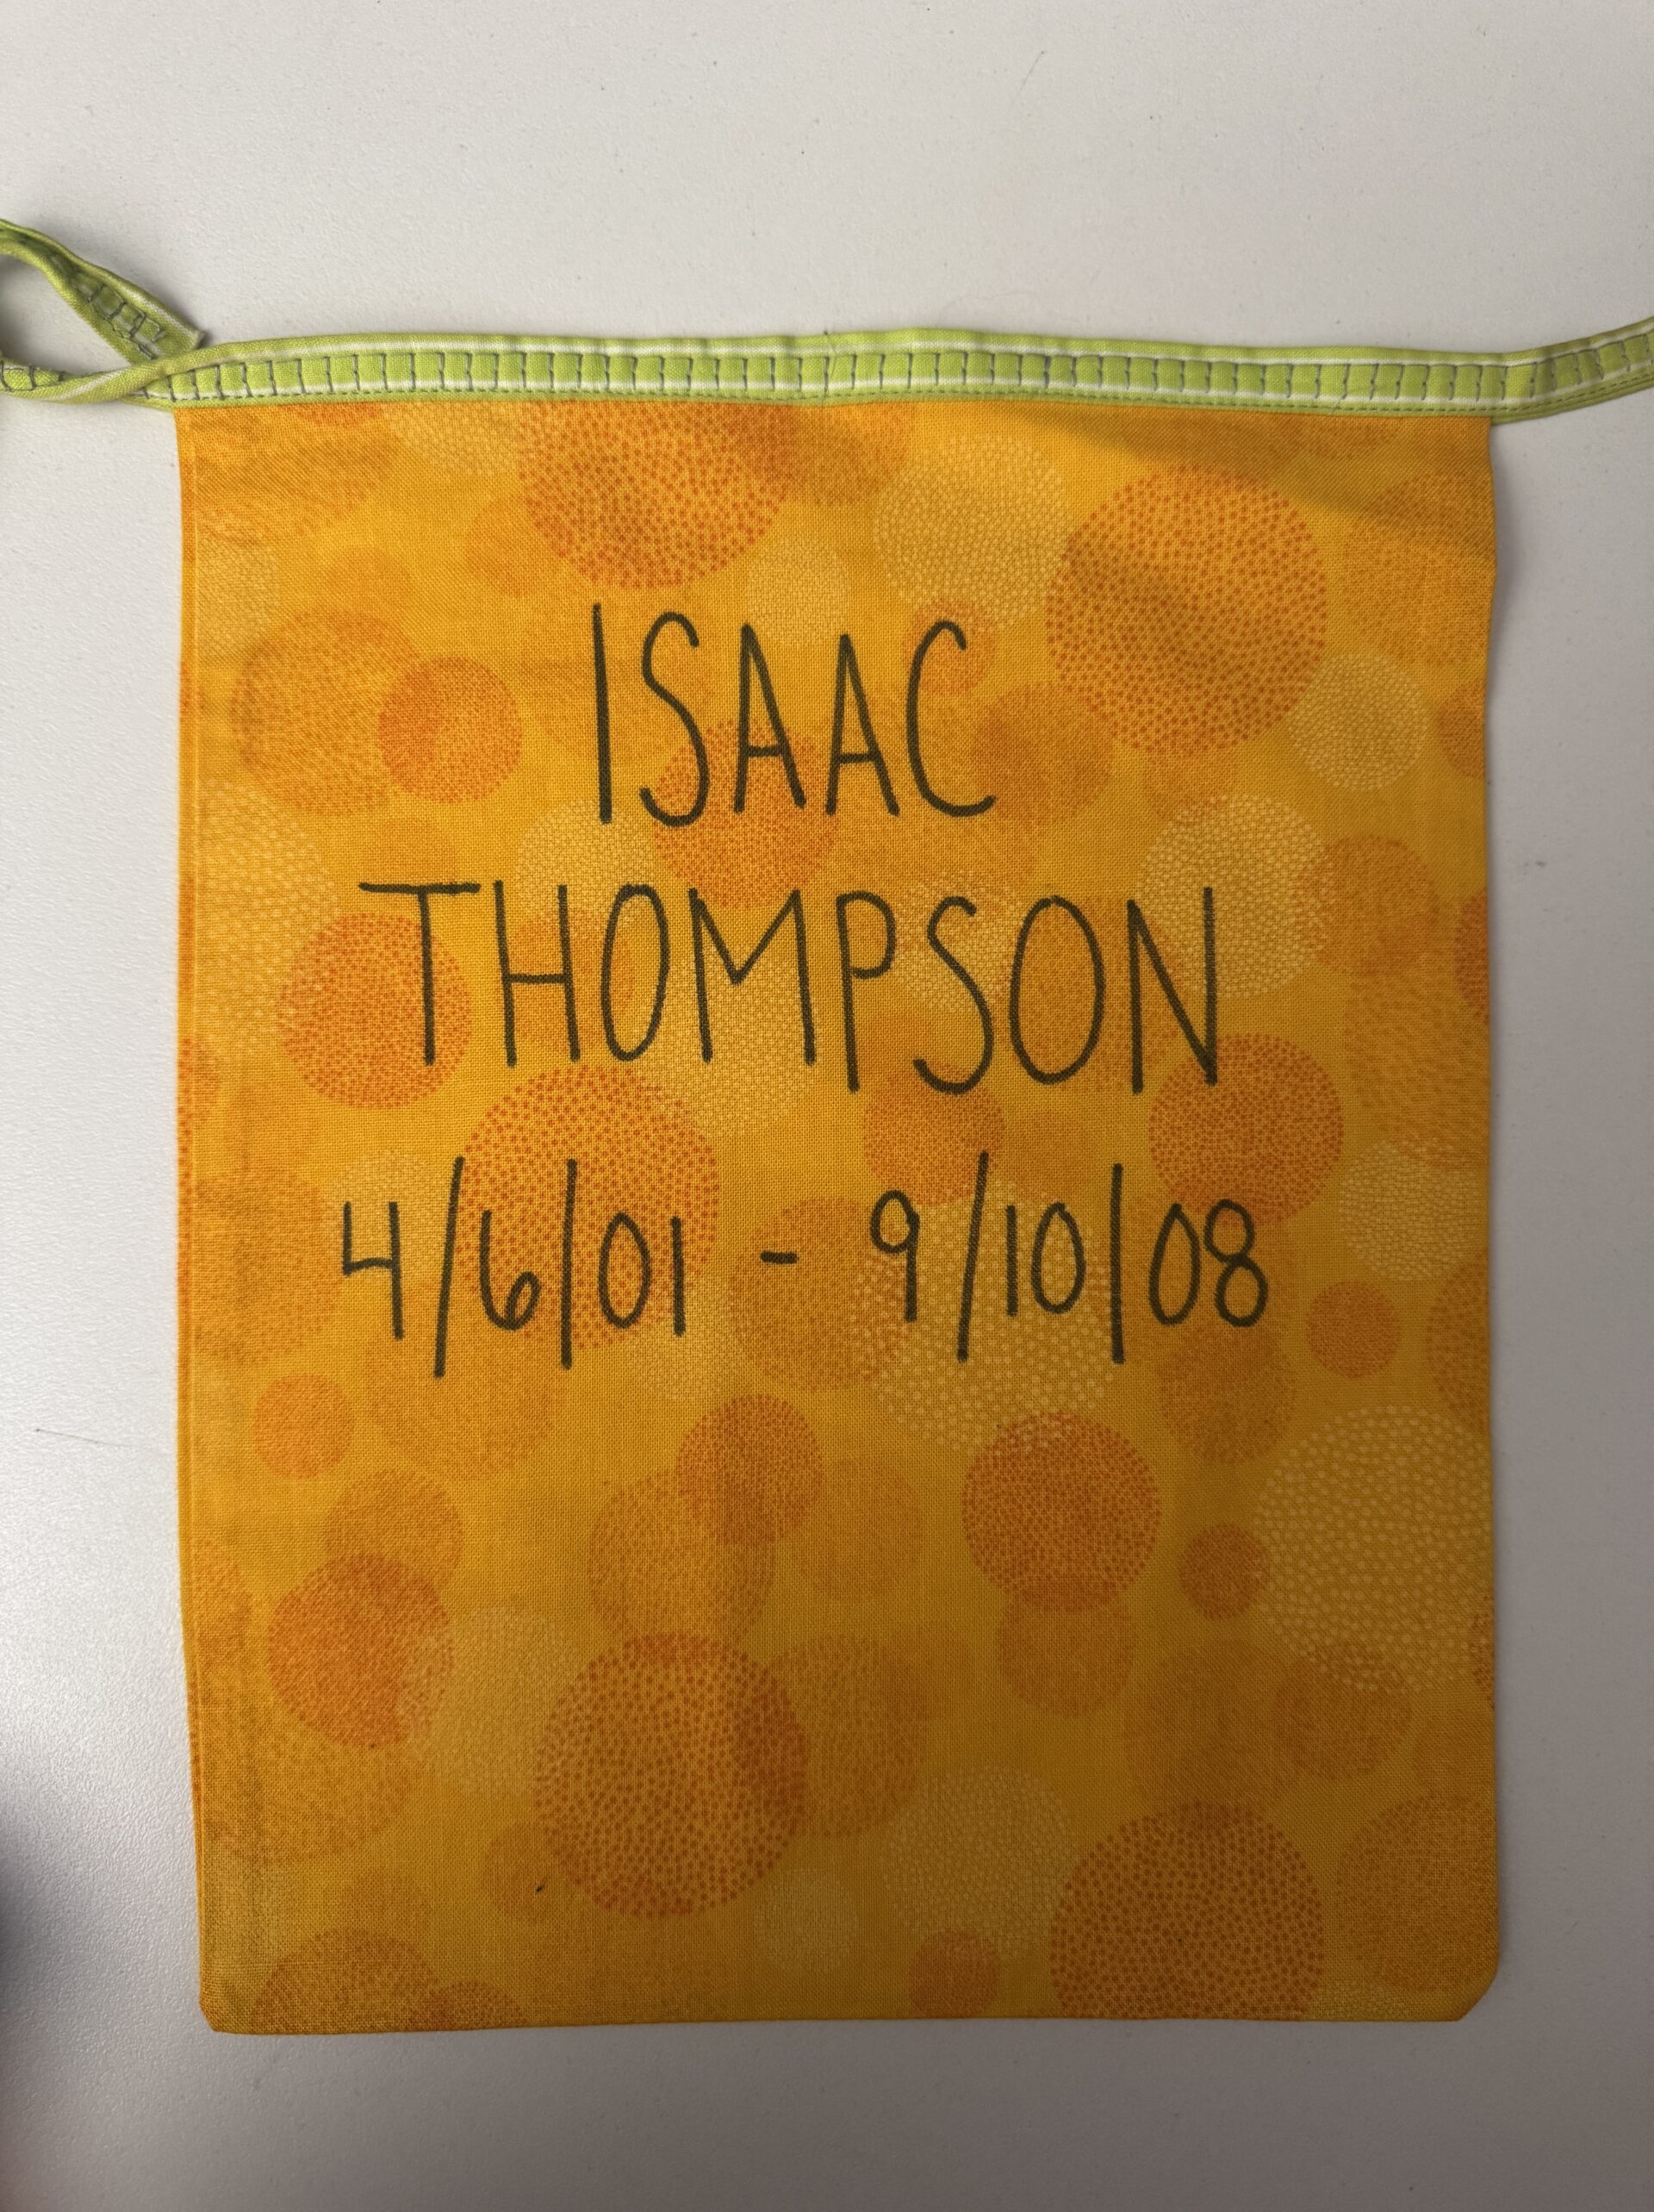 ISAAC
THOMPSON
4/6/01 - 9/10/08